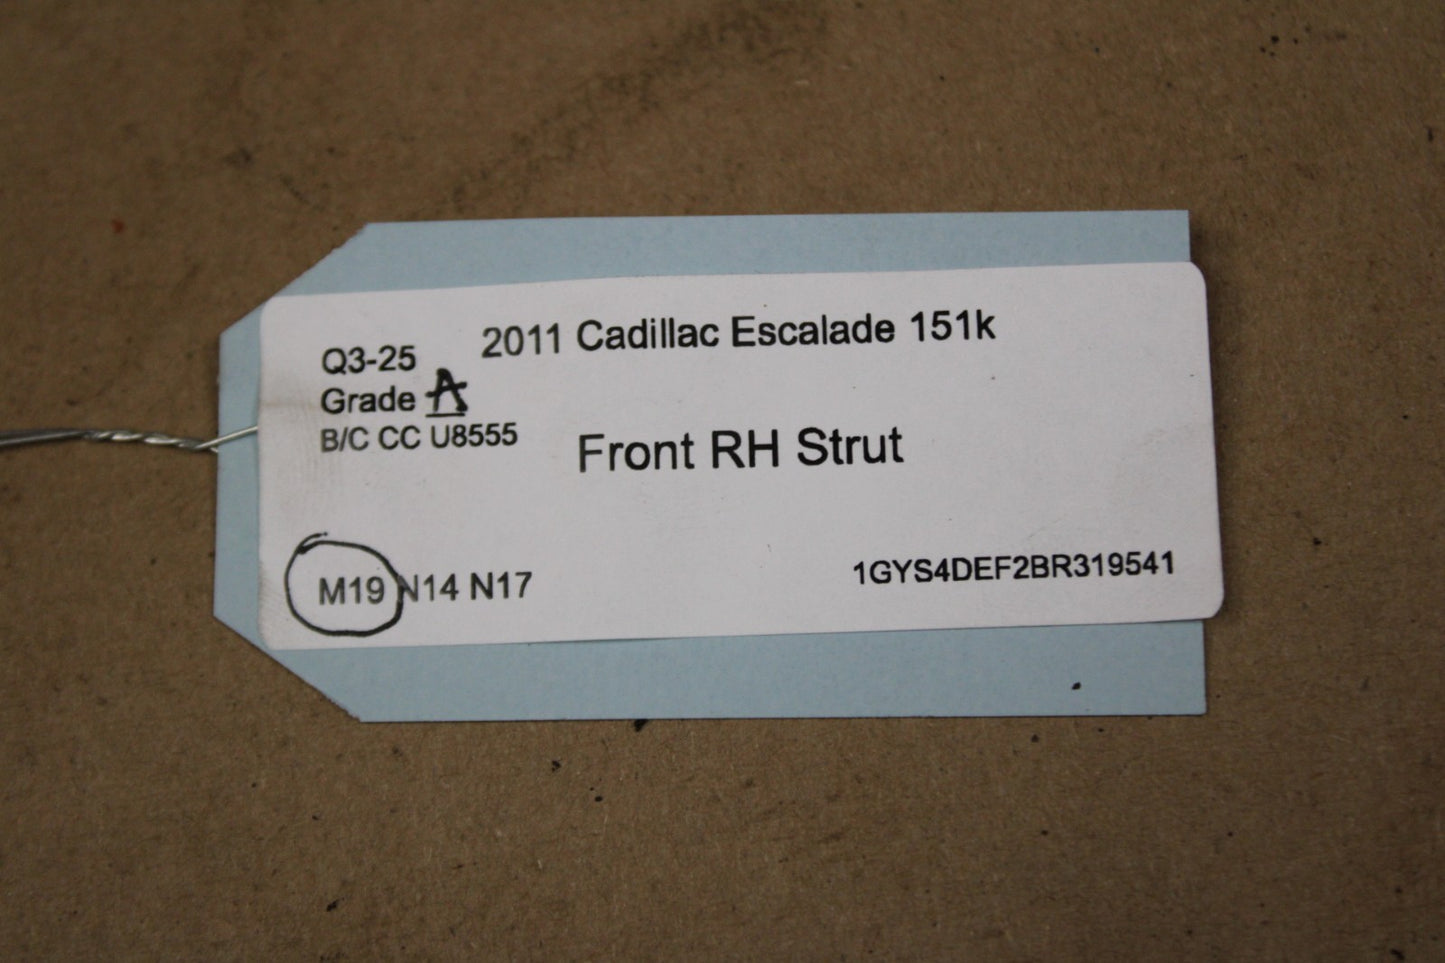 2011 Cadillac Escalade 151k
Q3-25
Grade A
B/C CC U8555
Front RH Strut
M19 N14 N17
1GYS4DEF2BR319541